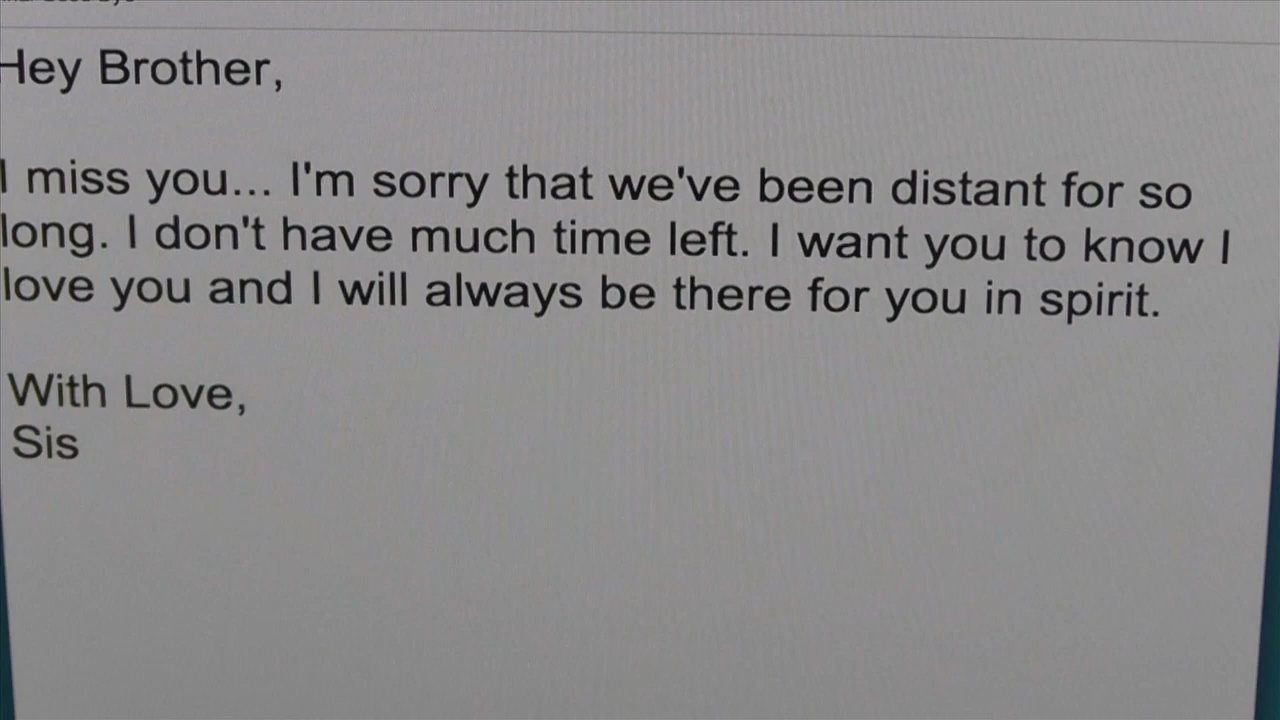 Hey Brother,
I miss you... I'm sorry that we've been distant for so
long. I don't have much time left. I want you to know I
love you and I will always be there for you in spirit.
With Love,
Sis